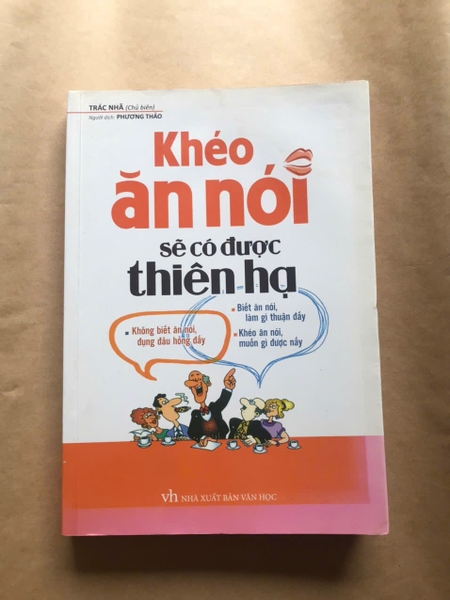 TRÁC NHÃ (Chủ biên)
Người dịch: PHƯƠNG THẢO
Khéo
ăn nói
sẽ có được
thiên hạ
Không biết ăn nói,
đụng đâu hỏng đấy
Biết ăn nói,
làm gì thuận đấy
Khéo ăn nói,
muốn gì được nấy
vh NHÀ XUẤT BẢN VĂN HỌC